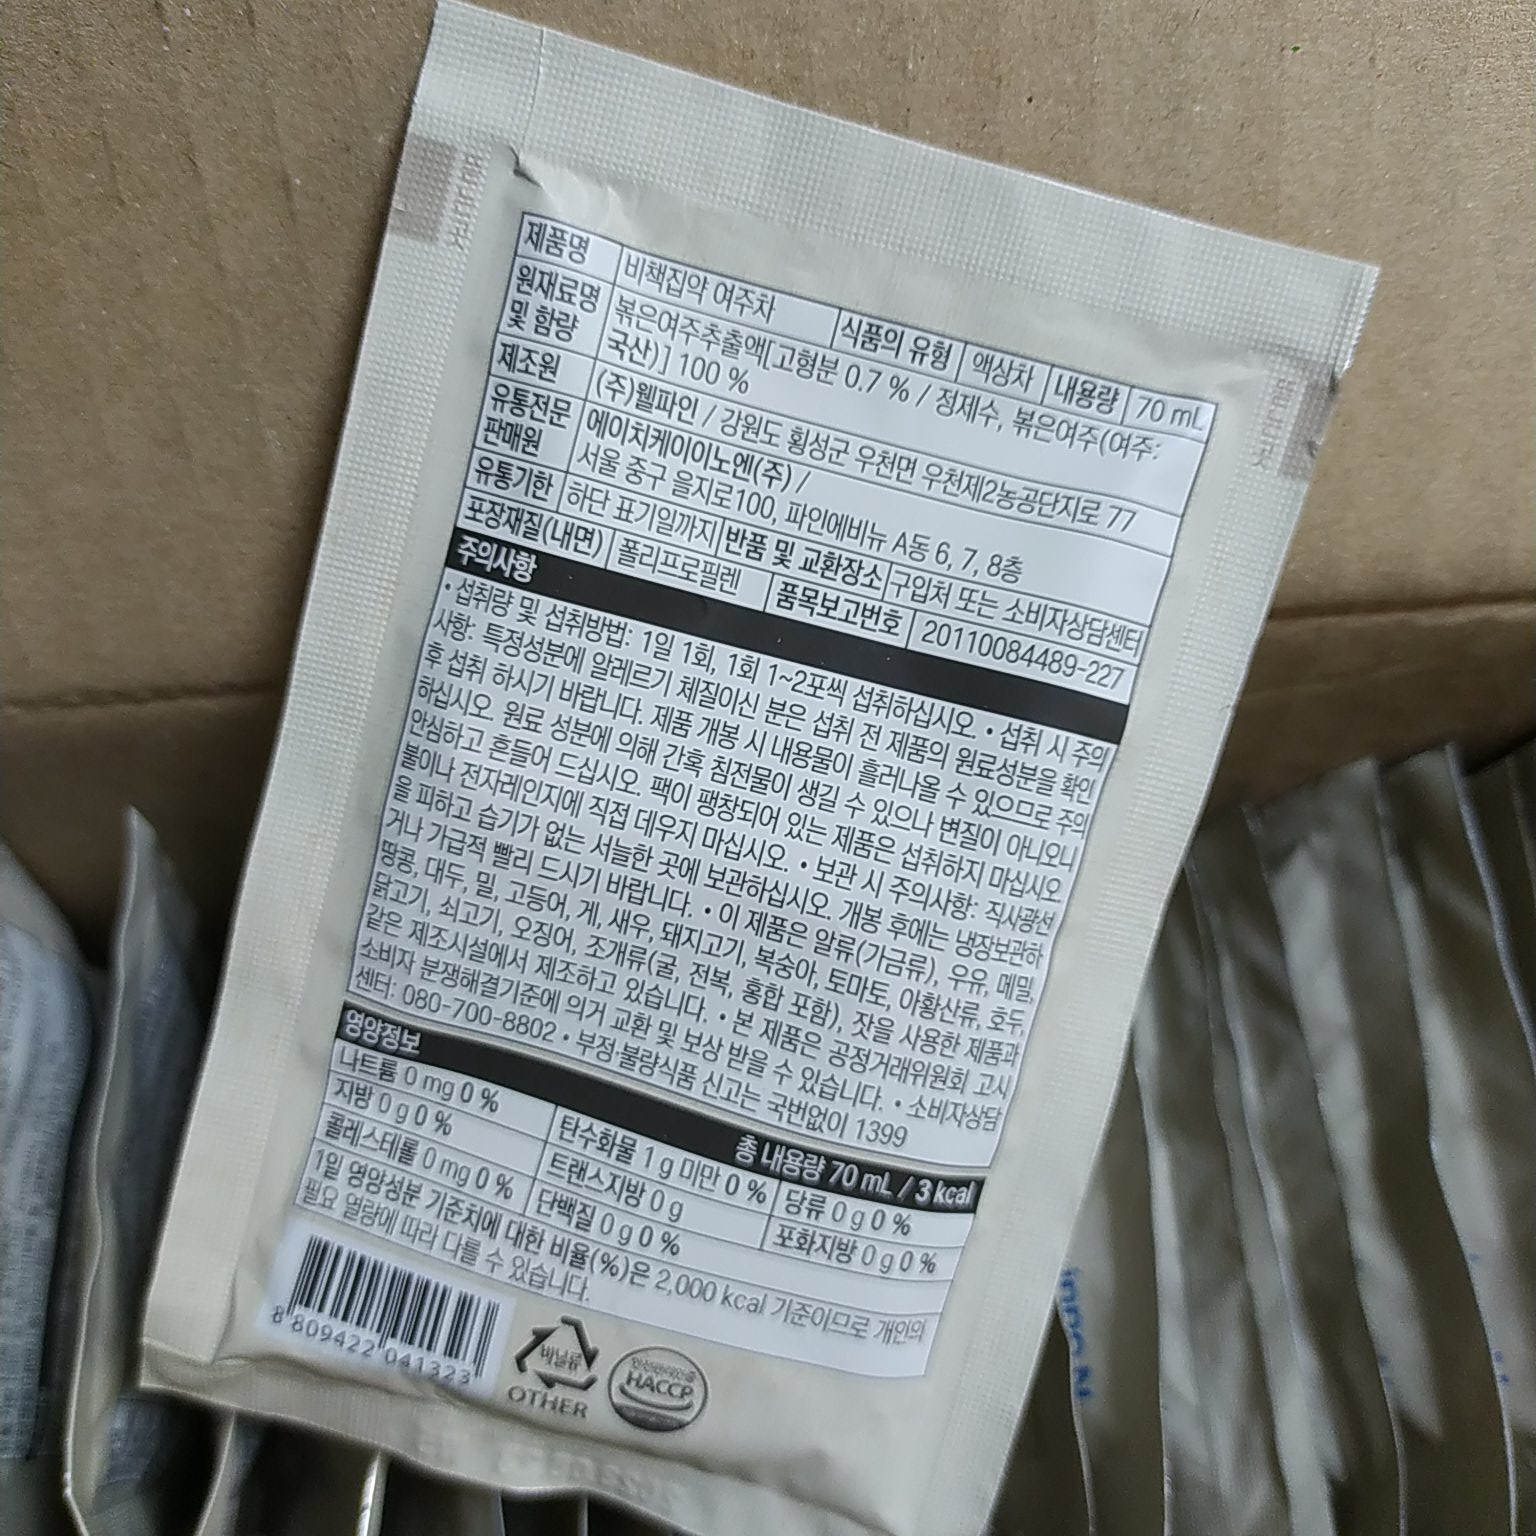 제품명 비책집약 여주차 식품의 유형 액상차 내용량 70 mL
원재료명 및 함량 볶은여주추출액[고형분 0.7 % / 정제수, 볶은여주(여주:
국산)] 100 %
제조원 (주)웰파인 / 강원도 횡성군 우천면 우천제2농공단지로 77
유통전문 판매원 에이치케이이노엔(주) /
서울 중구 을지로100, 파인에비뉴 A동 6, 7, 8층
유통기한 하단 표기일까지 반품 및 교환장소 구입처 또는 소비자상담센터
포장재질(내면) 폴리프로필렌 품목보고번호 20110084489-227
주의사항
• 섭취량 및 섭취방법: 1일 1회, 1회 1~2포씩 섭취하십시오. • 섭취 시 주의
사항: 특정성분에 알레르기 체질이신 분은 섭취 전 제품의 원료성분을 확인
후 섭취 하시기 바랍니다. 제품 개봉 시 내용물이 흘러나올 수 있으므로 주의
하십시오. 원료 성분에 의해 간혹 침전물이 생길 수 있으나 변질이 아니오니
안심하고 흔들어 드십시오. 팩이 팽창되어 있는 제품은 섭취하지 마십시오.
불이나 전자레인지에 직접 데우지 마십시오. • 보관 시 주의사항: 직사광선
을 피하고 습기가 없는 서늘한 곳에 보관하십시오. 개봉 후에는 냉장보관하
거나 가급적 빨리 드시기 바랍니다. • 이 제품은 알류(가금류), 우유, 메밀,
땅콩, 대두, 밀, 고등어, 게, 새우, 돼지고기, 복숭아, 토마토, 아황산류, 호두,
닭고기, 쇠고기, 오징어, 조개류(굴, 전복, 홍합 포함), 잣을 사용한 제품과
같은 제조시설에서 제조하고 있습니다. • 본 제품은 공정거래위원회 고시
소비자 분쟁해결기준에 의거 교환 및 보상 받을 수 있습니다. • 소비자상담
센터: 080-700-8802 • 부정·불량식품 신고는 국번없이 1399
영양정보 총 내용량 70 mL / 3 kcal
나트륨 0 mg 0 % 탄수화물 1 g 미만 0 % 당류 0 g 0 %
지방 0 g 0 % 트랜스지방 0 g 포화지방 0 g 0 %
콜레스테롤 0 mg 0 % 단백질 0 g 0 %
1일 영양성분 기준치에 대한 비율(%)은 2,000 kcal 기준이므로 개인의
필요 열량에 따라 다를 수 있습니다.
8 809422 041323
비닐류
OTHER
HACCP
inno.N